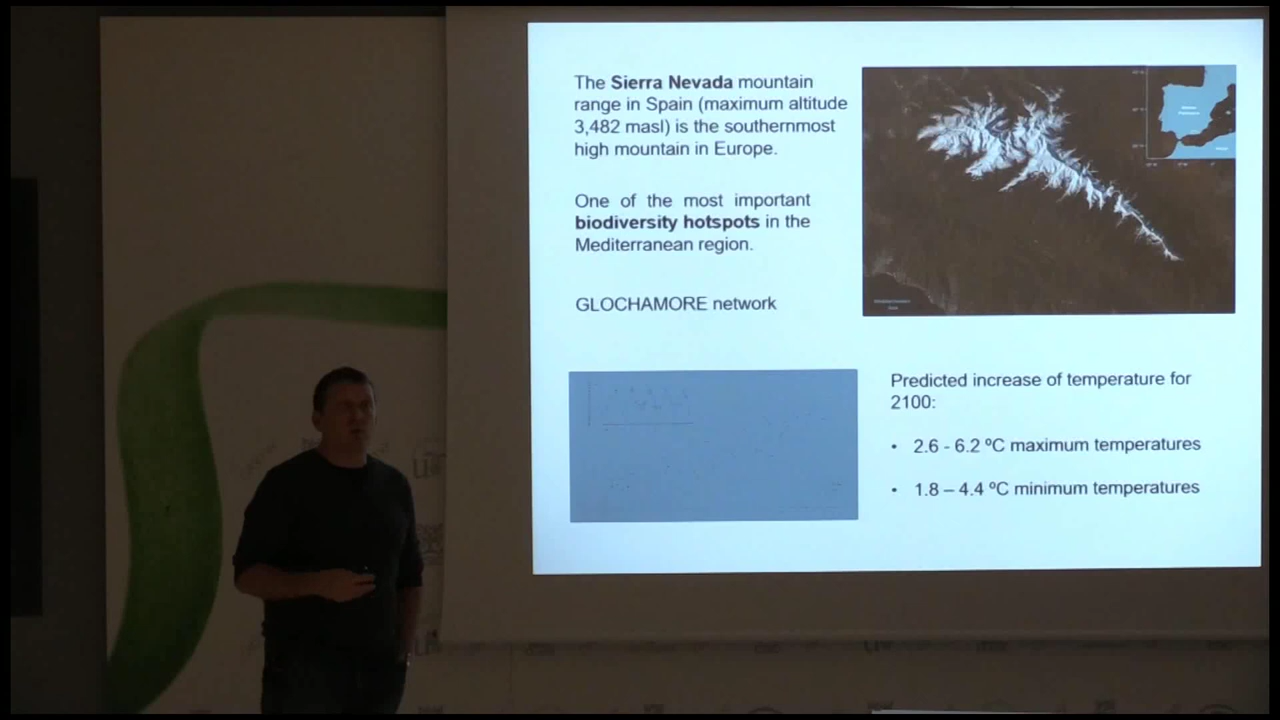 The Sierra Nevada mountain
range in Spain (maximum altitude
3,482 masl) is the southernmost
high mountain in Europe.
One of the most important
biodiversity hotspots in the
Mediterranean region.
GLOCHAMORE network
Predicted increase of temperature for
2100:
• 2.6 - 6.2 ºC maximum temperatures
• 1.8 – 4.4 ºC minimum temperatures